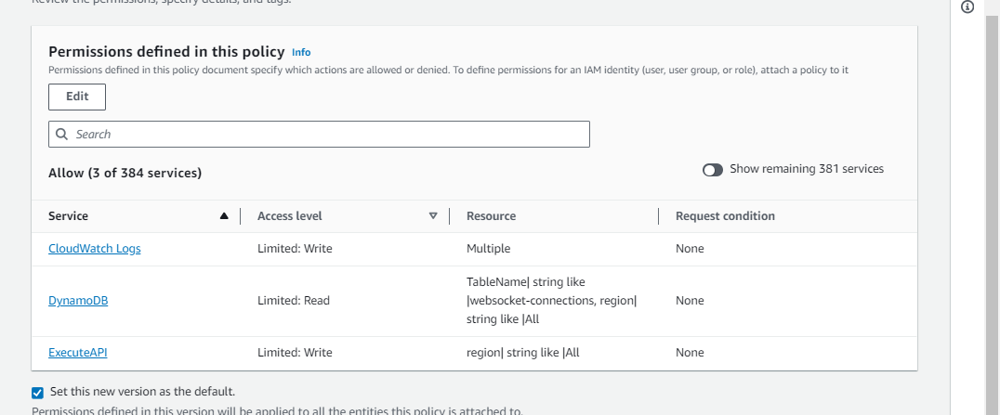 Review the permissions, specify details, and tags.
Permissions defined in this policy Info
Permissions defined in this policy document specify which actions are allowed or denied. To define permissions for an IAM identity (user, user group, or role), attach a policy to it
Edit
Search
Allow (3 of 384 services)
Show remaining 381 services
Service Access level Resource Request condition
CloudWatch Logs Limited: Write Multiple None
DynamoDB Limited: Read TableName| string like |websocket-connections, region| string like |All None
ExecuteAPI Limited: Write region| string like |All None
Set this new version as the default.
Permissions defined in this version will be applied to all the entities this policy is attached to.